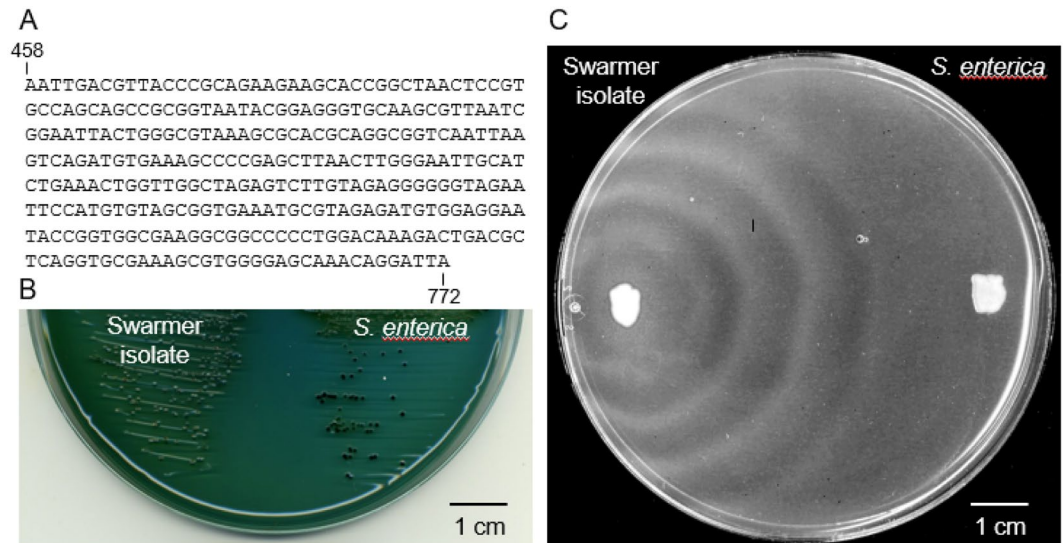 A
458
AATTGACGTTACCCGCAGAAGAAGCACCGGCTAACTCCGT
GCCAGCAGCCGCGGTAATACGGAGGGTGCAAGCGTTAATC
GGAATTACTGGGCGTAAAGCGCACGCAGGCGGTCAATTAA
GTCAGATGTGAAAGCCCCGAGCTTAACTTGGGAATTGCAT
CTGAAACTGGTTGGCTAGAGTCTTGTAGAGGGGGGTAGAA
TTCCATGTGTAGCGGTGAAATGCGTAGAGATGTGGAGGAA
TACCGGTGGCGAAGGCGGCCCCCTGGACAAAGACTGACGC
TCAGGTGCGAAAGCGTGGGGAGCAAACAGGATTA
772
B
Swarmer
isolate
S. enterica
1 cm
C
Swarmer
isolate
S. enterica
1 cm